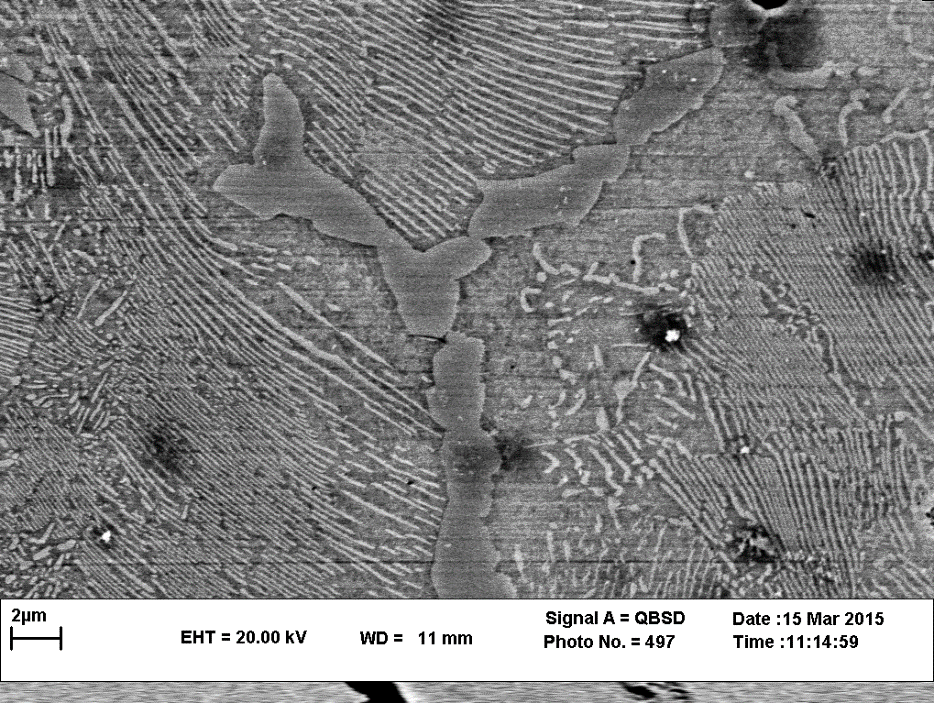 2µm
EHT = 20.00 kV
WD = 11 mm
Signal A = QBSD
Photo No. = 497
Date :15 Mar 2015
Time :11:14:59